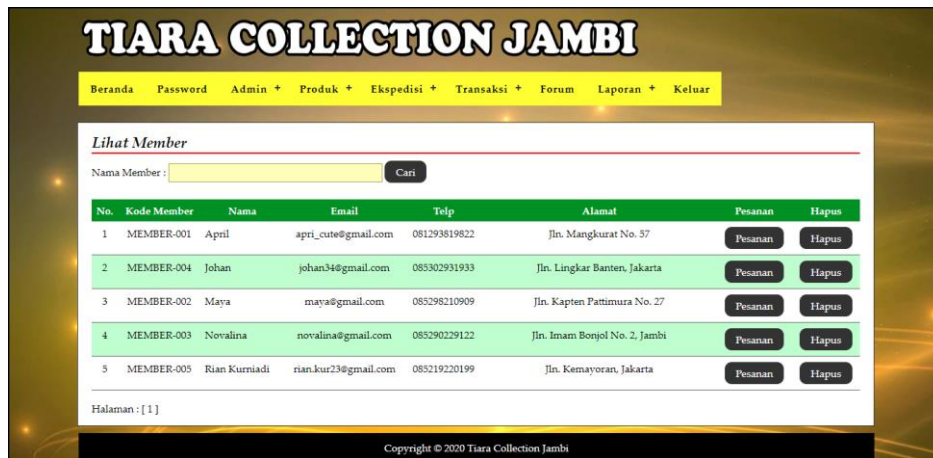 TIARA COLLECTION JAMBI
Beranda Password Admin + Produk + Ekspedisi + Transaksi + Forum Laporan + Keluar
Lihat Member
Nama Member : Cari
No. Kode Member Nama Email Telp Alamat Pesanan Hapus
1 MEMBER-001 April apri_cute@gmail.com 081293819822 Jln. Mangkurat No. 57 Pesanan Hapus
2 MEMBER-004 Johan johan34@gmail.com 085302931933 Jln. Lingkar Banten, Jakarta Pesanan Hapus
3 MEMBER-002 Maya maya@gmail.com 085298210909 Jln. Kapten Pattimura No. 27 Pesanan Hapus
4 MEMBER-003 Novalina novalina@gmail.com 085290229122 Jln. Imam Bonjol No. 2, Jambi Pesanan Hapus
5 MEMBER-005 Rian Kurniadi rian.kur23@gmail.com 085219220199 Jln. Kemayoran, Jakarta Pesanan Hapus
Halaman : [ 1 ]
Copyright © 2020 Tiara Collection Jambi